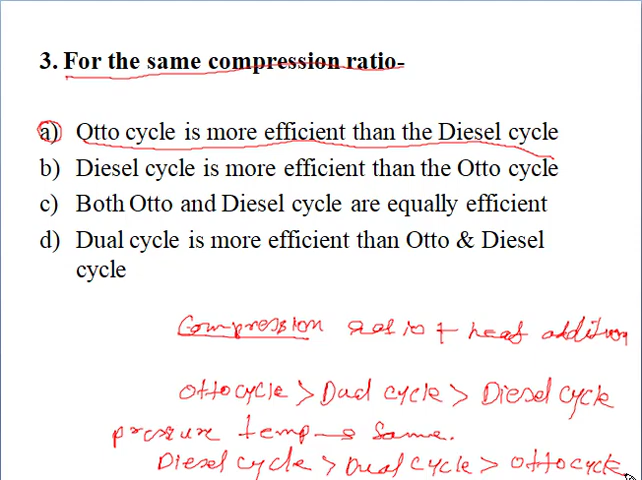 3. For the same compression ratio-
a) Otto cycle is more efficient than the Diesel cycle
b) Diesel cycle is more efficient than the Otto cycle
c) Both Otto and Diesel cycle are equally efficient
d) Dual cycle is more efficient than Otto & Diesel
cycle
Compression ratio + heat addition
Otto cycle > Dual cycle > Diesel cycle
pressure temp → Same.
Diesel cycle > Dual cycle > Otto cycle